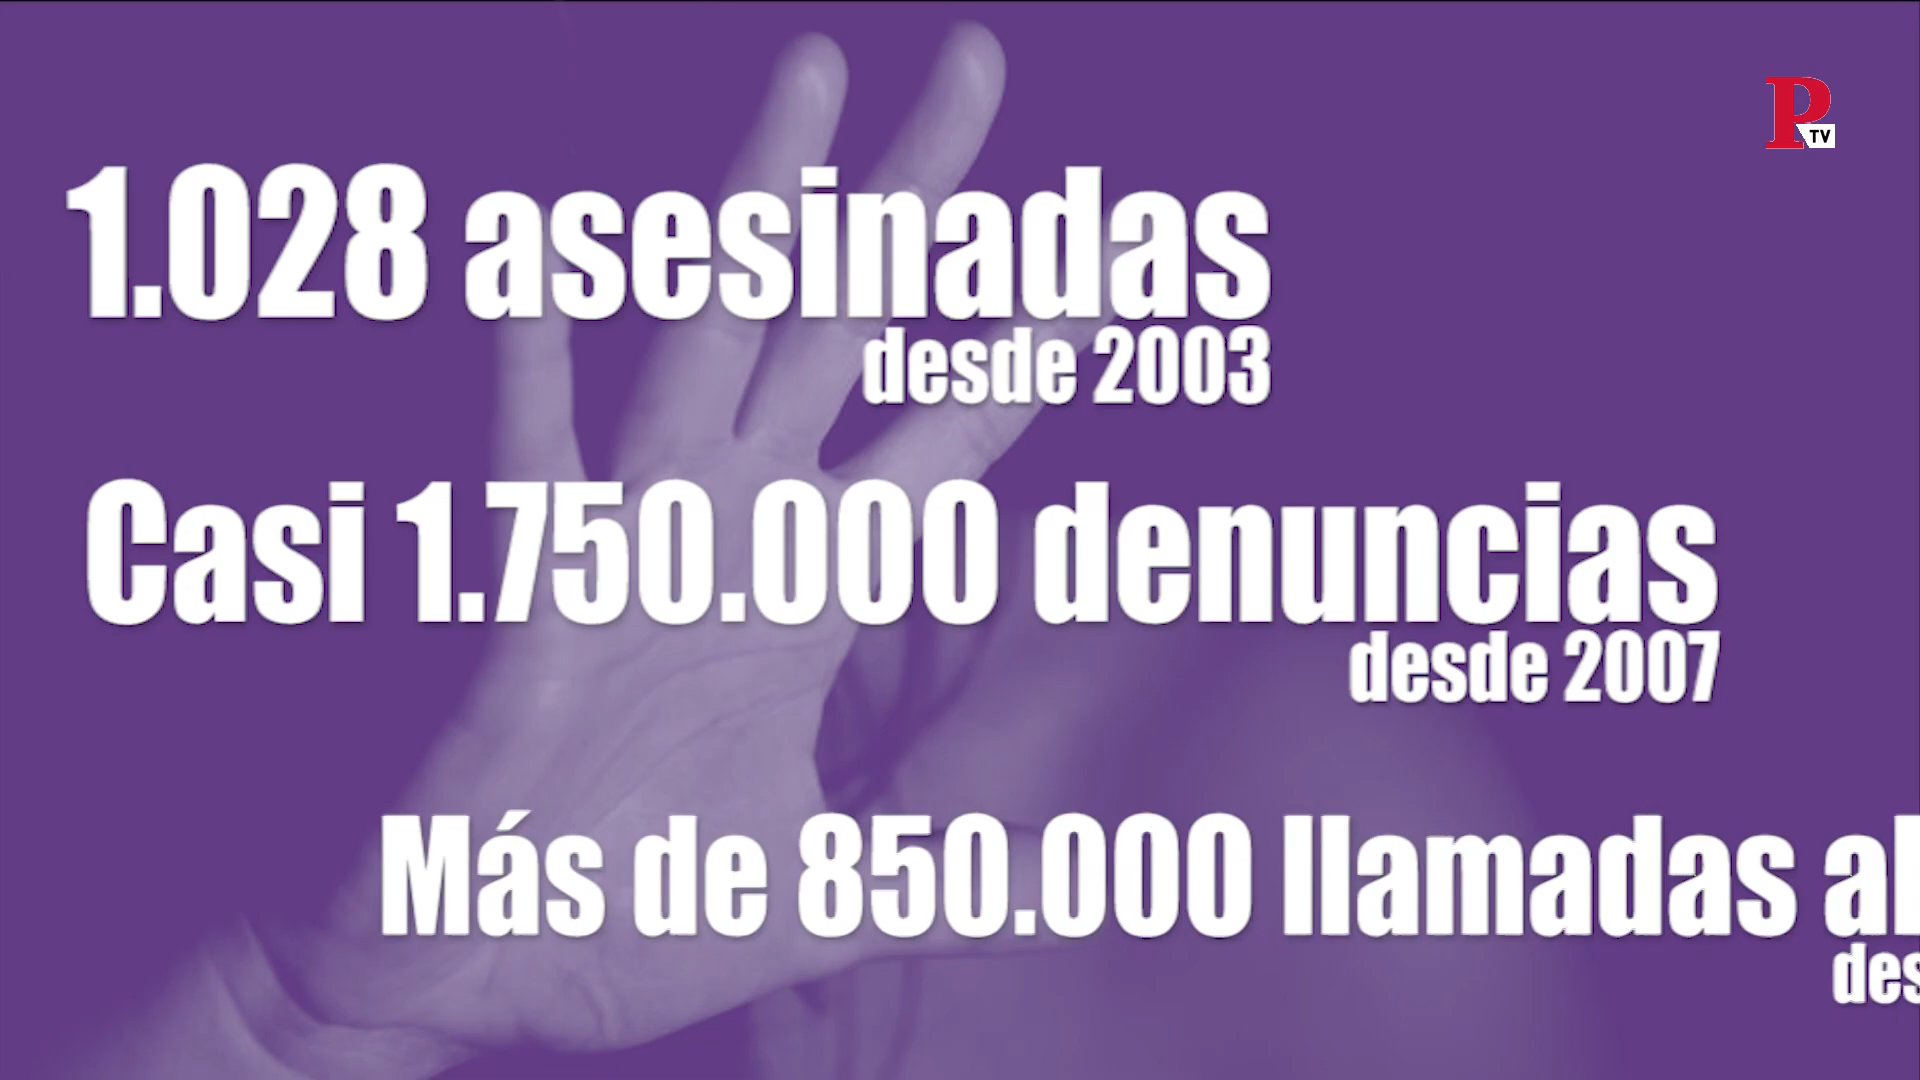 P
TV
1.028 asesinadas
desde 2003
Casi 1.750.000 denuncias
desde 2007
Más de 850.000 llamadas al